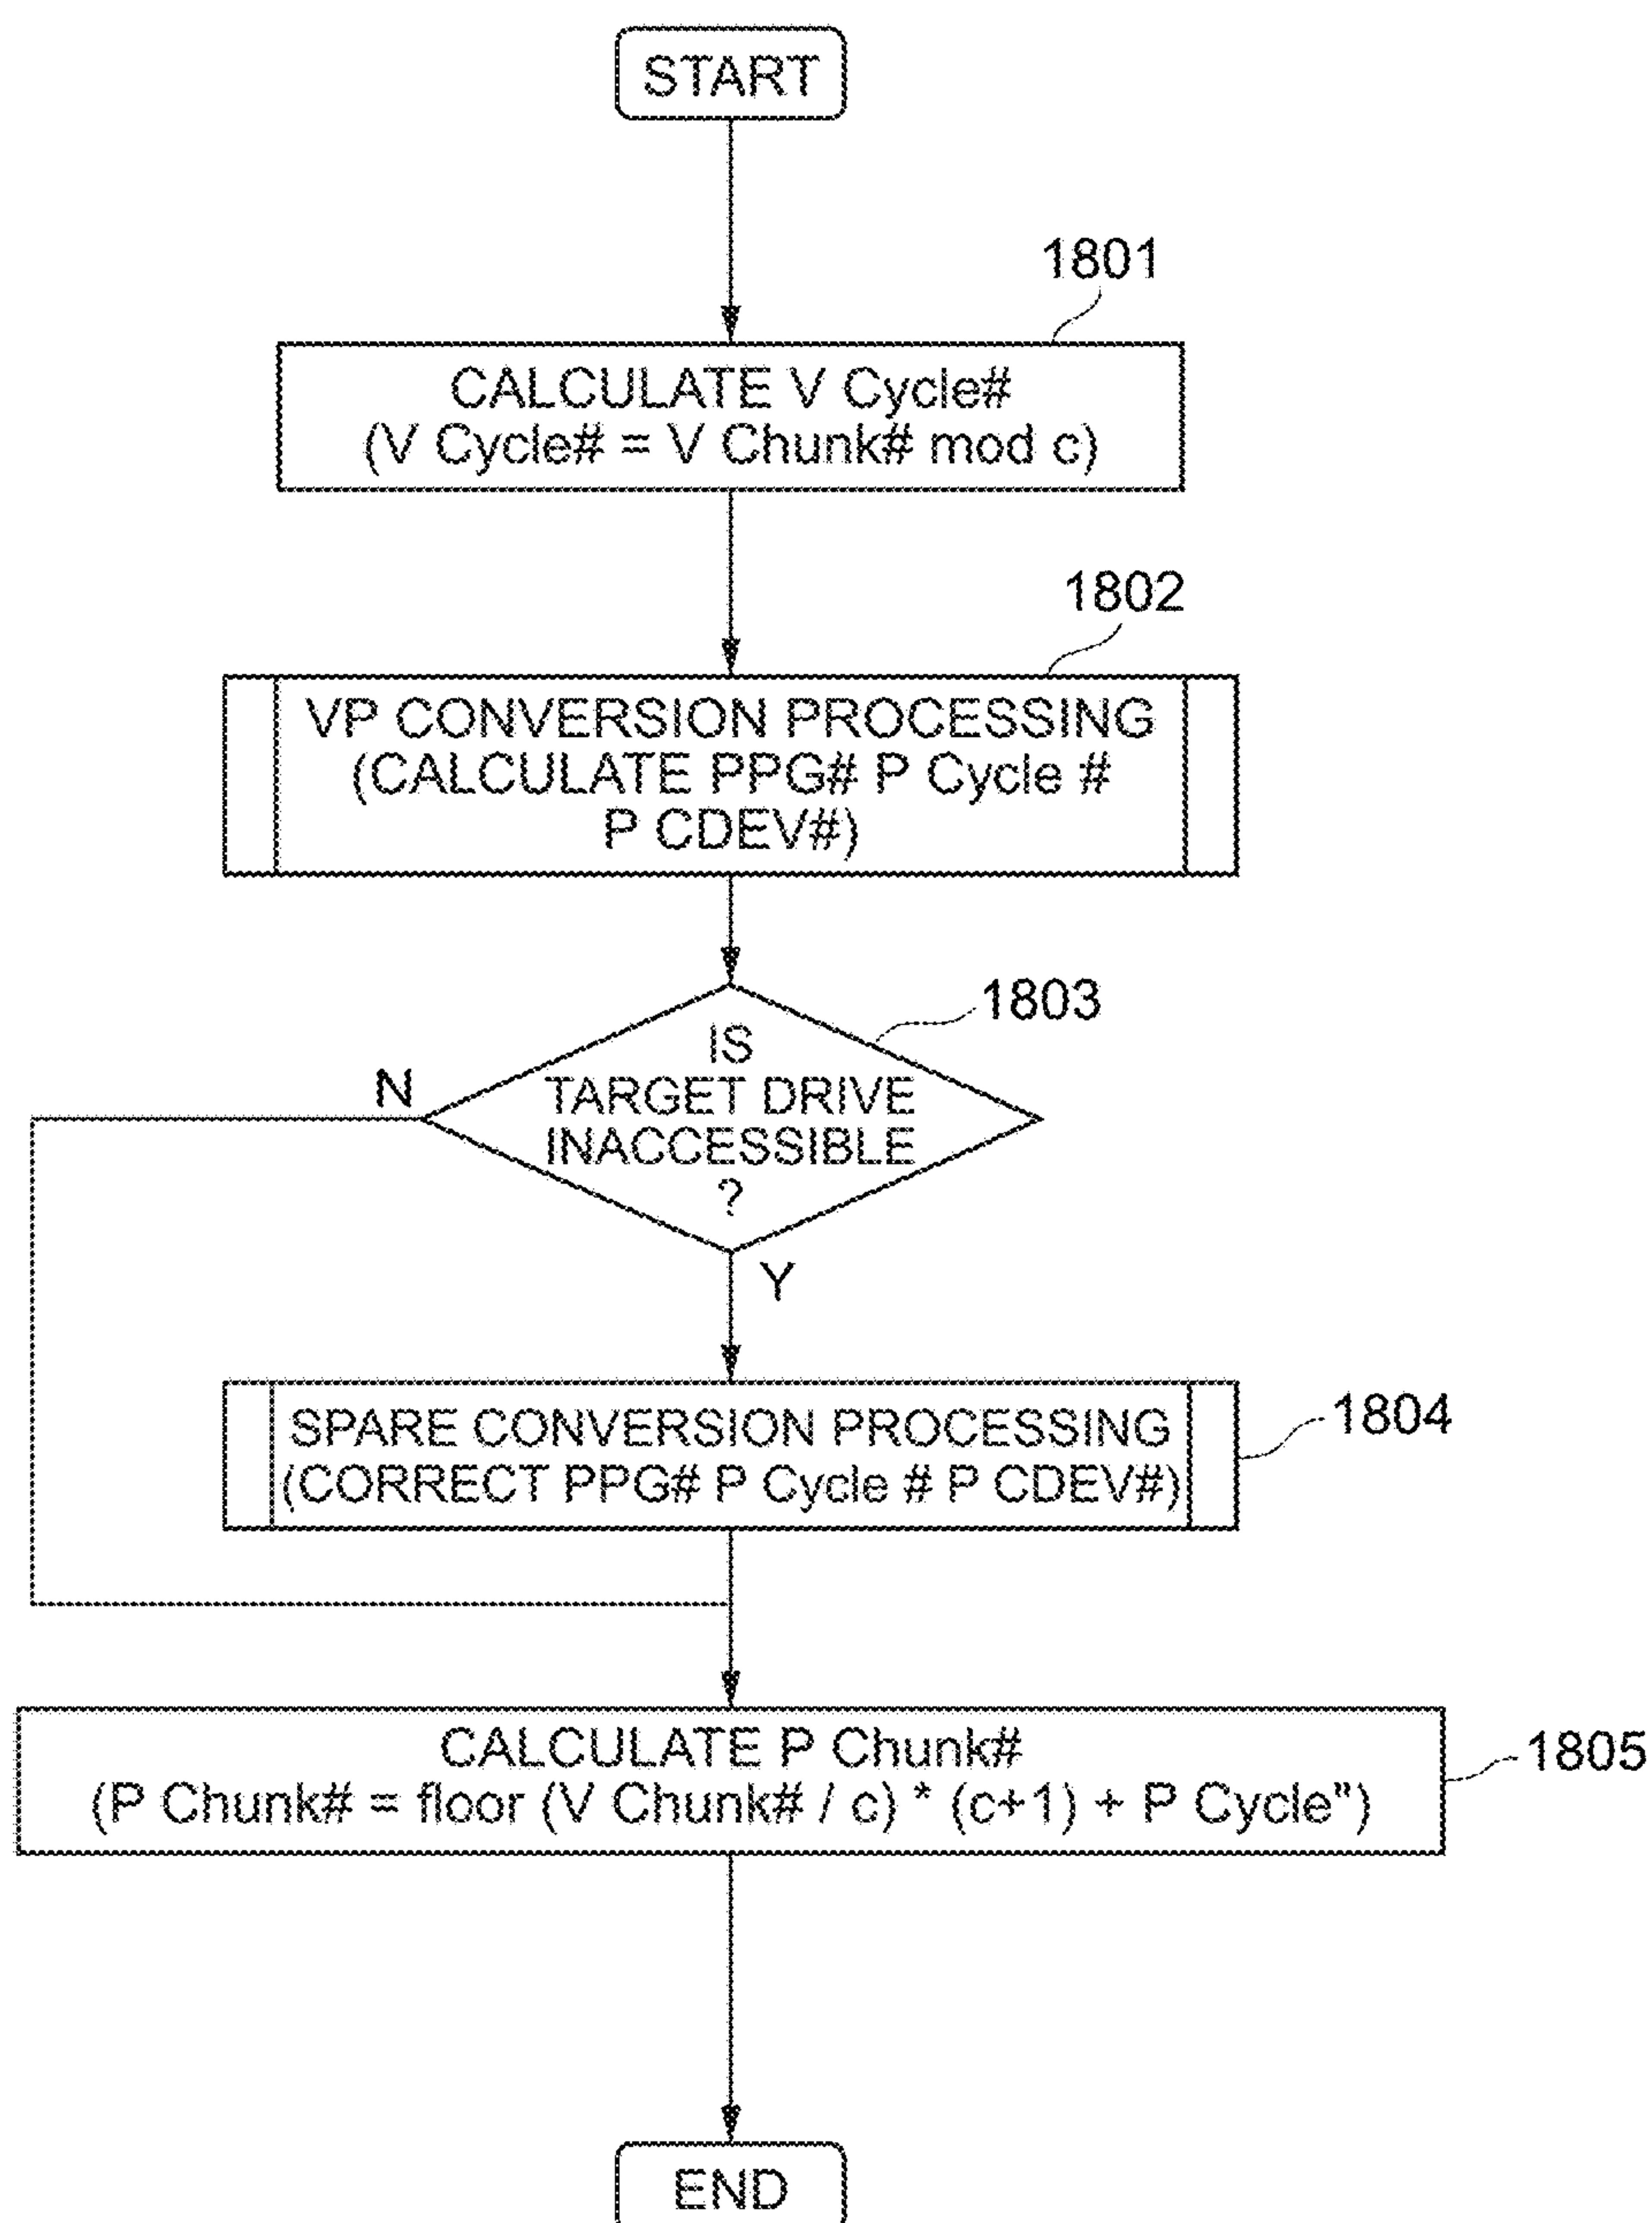 START
1801
CALCULATE V Cycle#
(V Cycle# = V Chunk# mod c)
1802
VP CONVERSION PROCESSING
(CALCULATE PPG# P Cycle #
P CDEV#)
1803
IS
TARGET DRIVE
INACCESSIBLE
?
N
Y
1804
SPARE CONVERSION PROCESSING
(CORRECT PPG# P Cycle # P CDEV#)
1805
CALCULATE P Chunk#
(P Chunk# = floor (V Chunk# / c) * (c+1) + P Cycle")
END